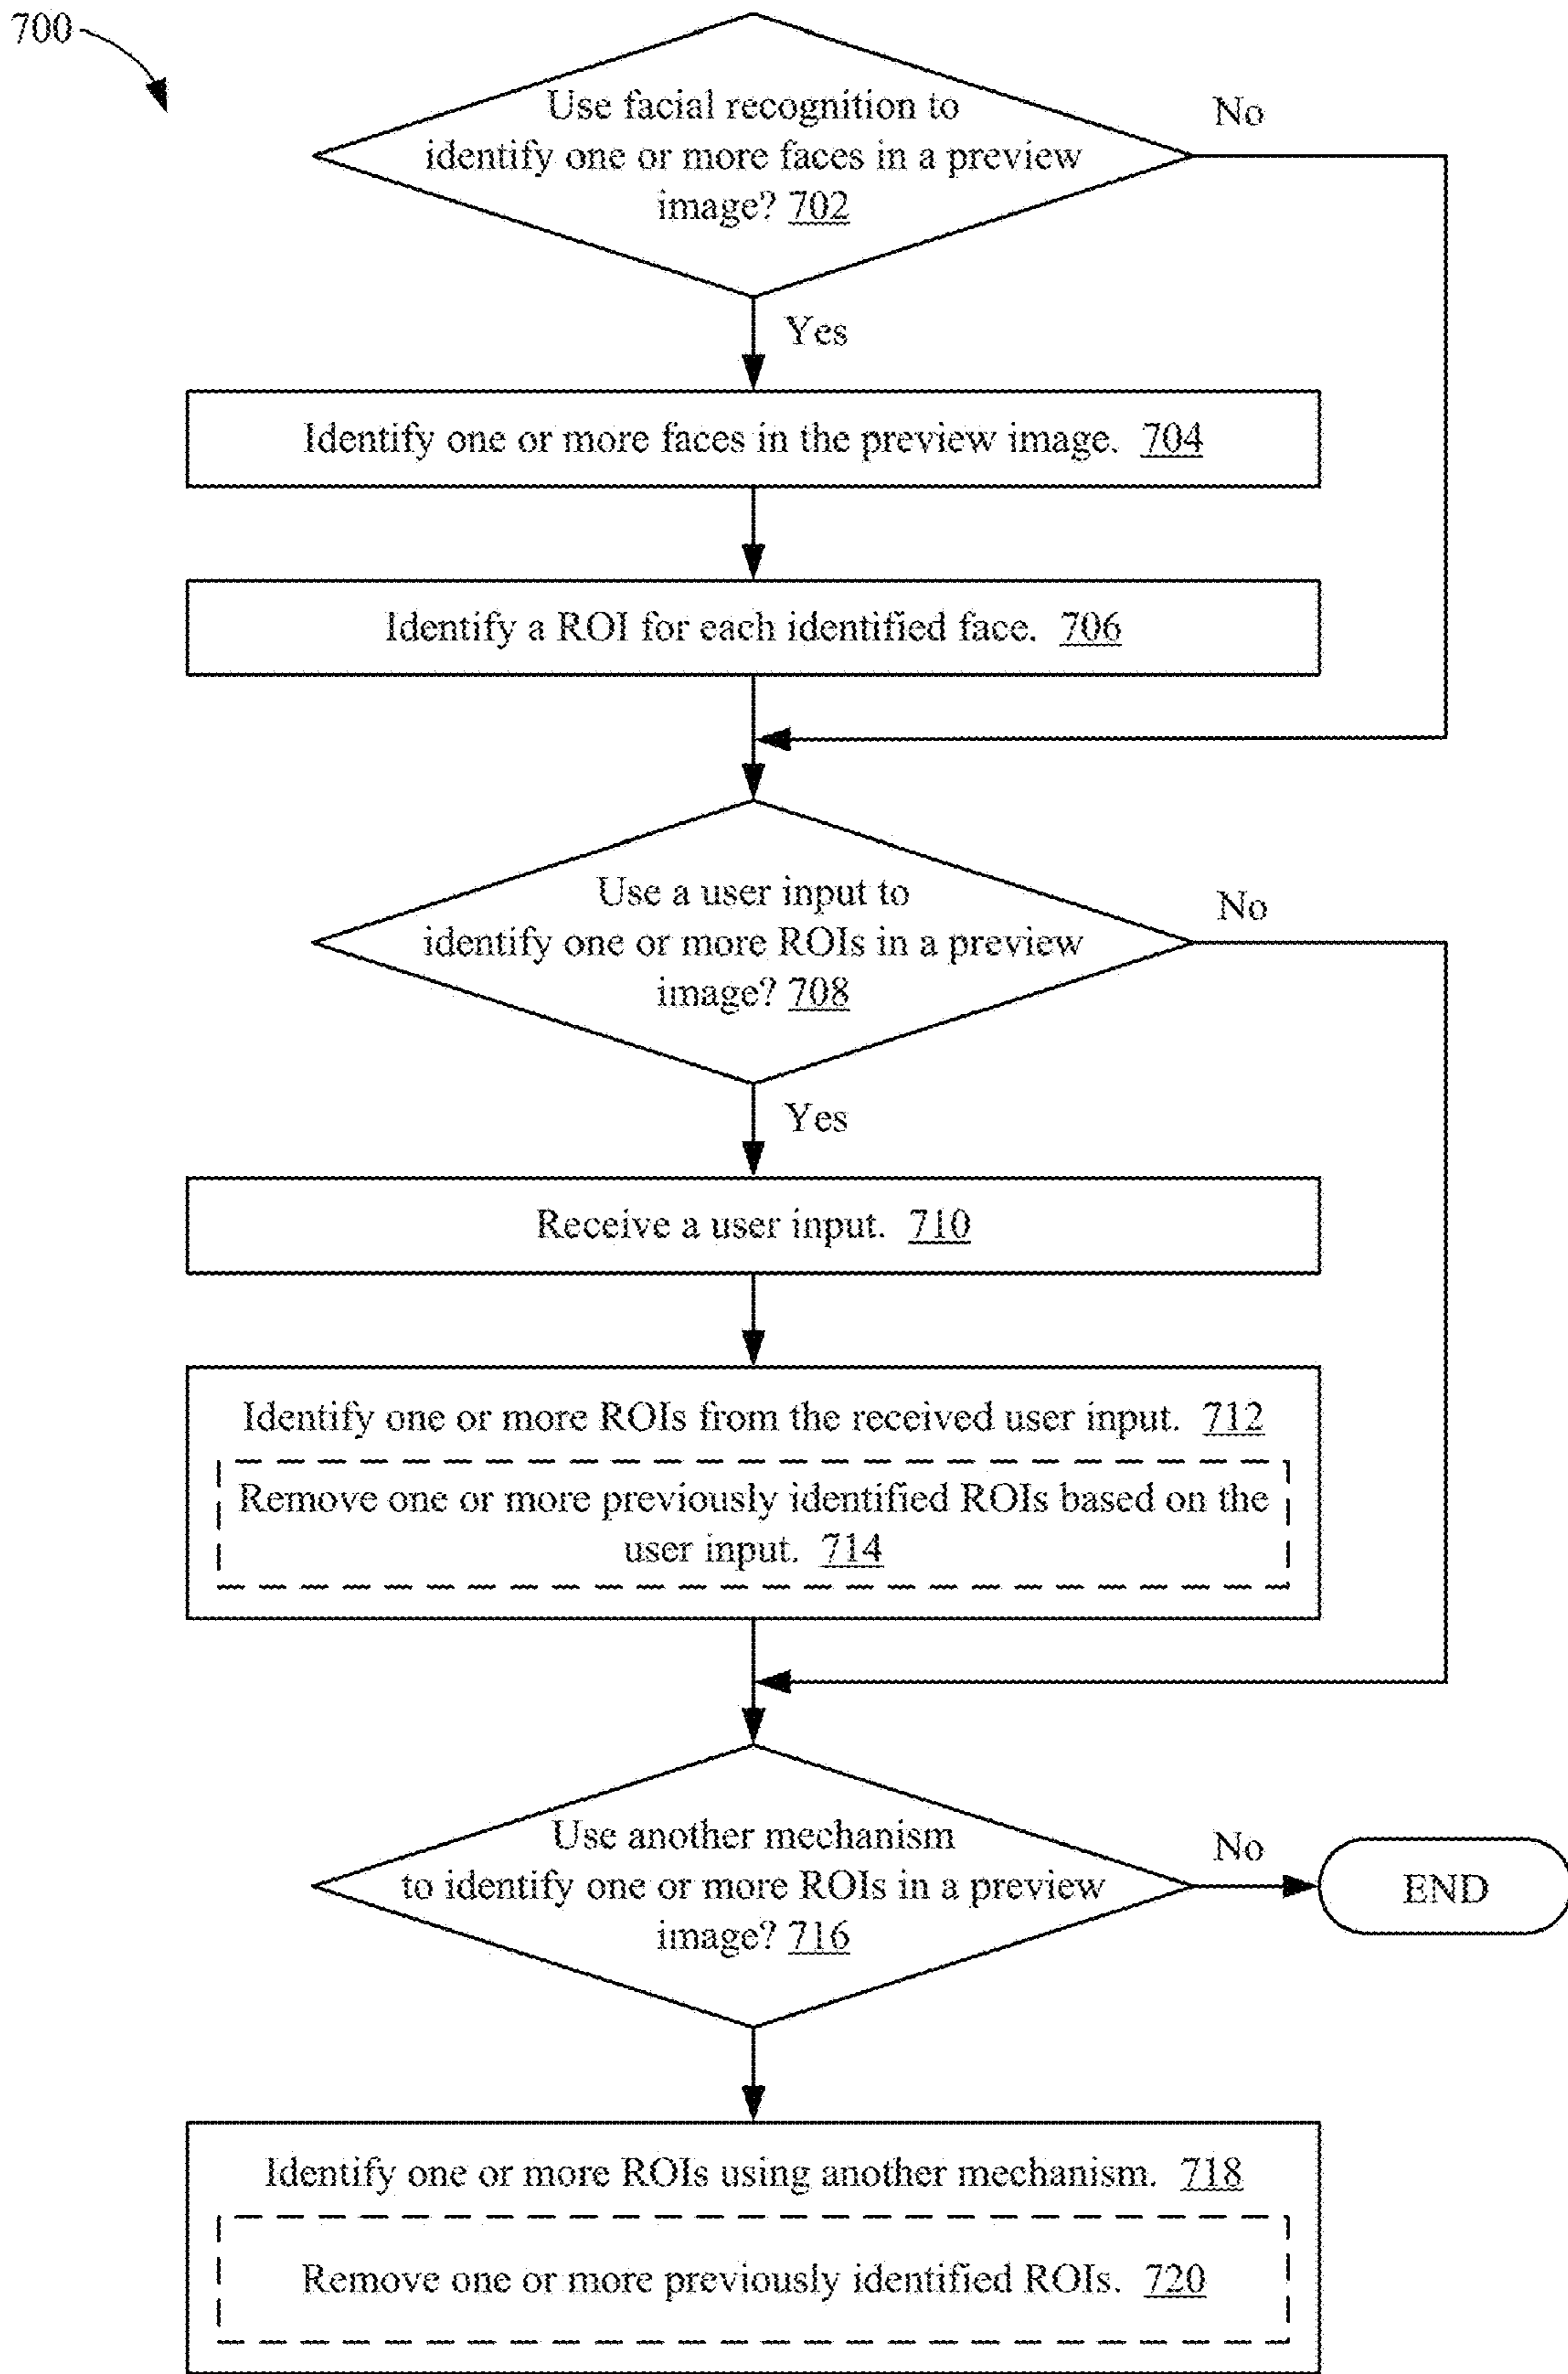 700
Use facial recognition to
identify one or more faces in a preview
image? 702
No
Yes
Identify one or more faces in the preview image. 704
Identify a ROI for each identified face. 706
Use a user input to
identify one or more ROIs in a preview
image? 708
No
Yes
Receive a user input. 710
Identify one or more ROIs from the received user input. 712
Remove one or more previously identified ROIs based on the
user input. 714
Use another mechanism
to identify one or more ROIs in a preview
image? 716
No
END
Identify one or more ROIs using another mechanism. 718
Remove one or more previously identified ROIs. 720